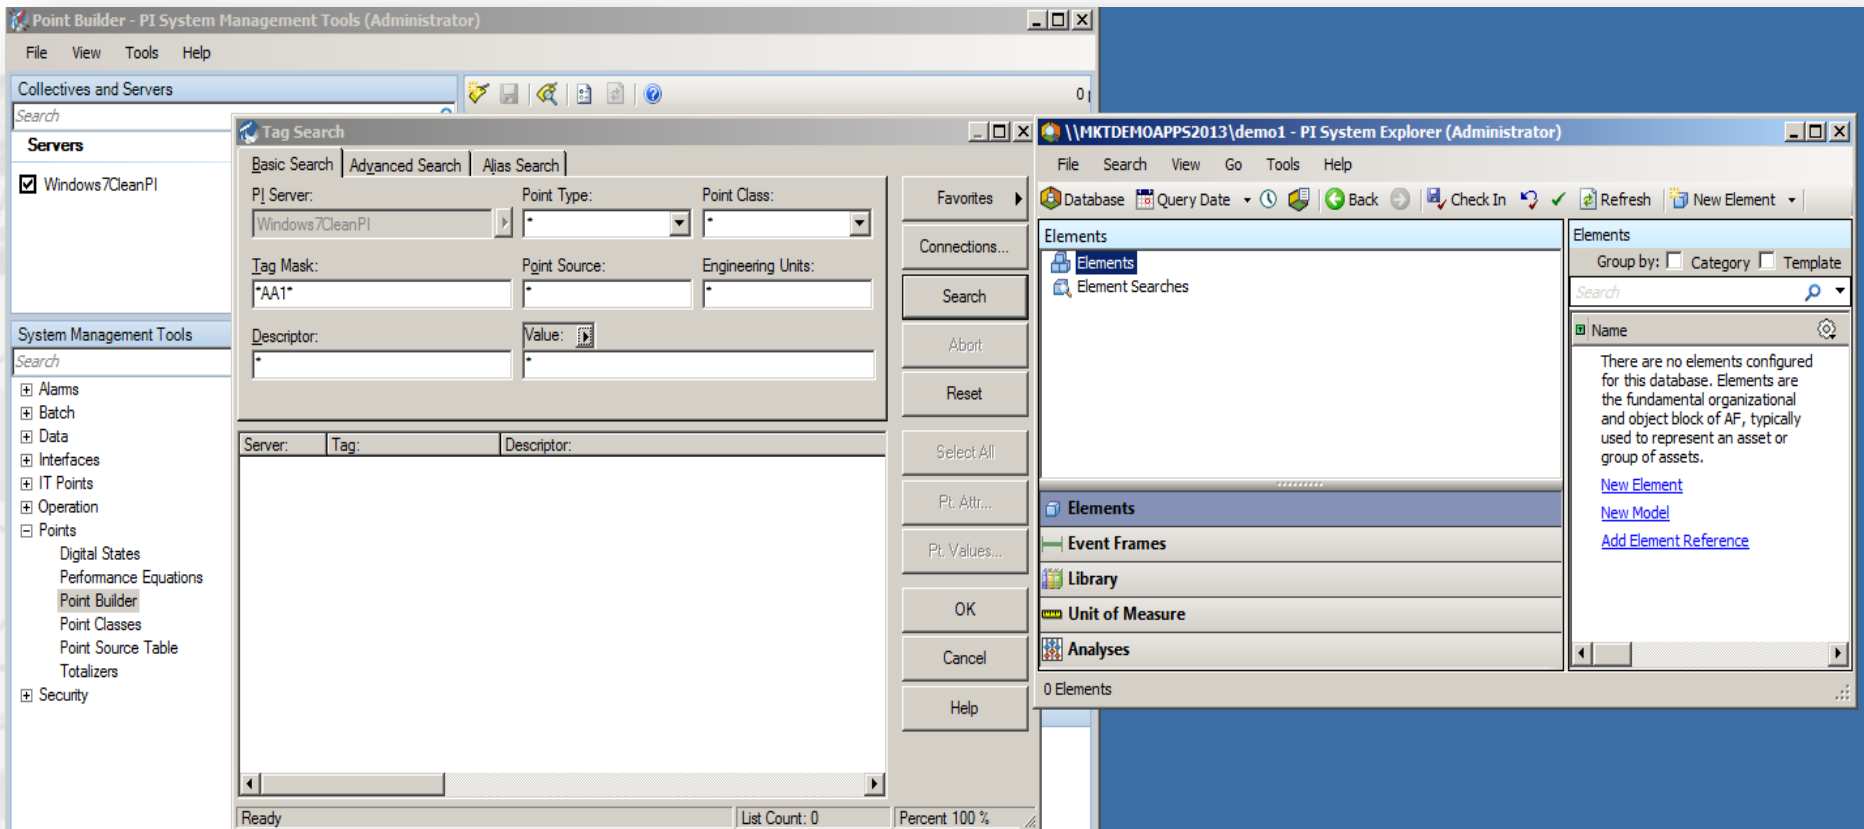 Point Builder - PI System Management Tools (Administrator)
File View Tools Help
Collectives and Servers
Search
Servers
Windows7CleanPI
0
System Management Tools
Search
Alarms
Batch
Data
Interfaces
IT Points
Operation
Points
Digital States
Performance Equations
Point Builder
Point Classes
Point Source Table
Totalizers
Security
Tag Search
Basic Search Advanced Search Alias Search
PI Server: Point Type: Point Class:
Windows7CleanPI * *
Tag Mask: Point Source: Engineering Units:
*AA1* * *
Descriptor: Value:
* *
Favorites
Connections...
Search
Abort
Reset
Select All
Pt. Attr...
Pt. Values...
OK
Cancel
Help
Server: Tag: Descriptor:
Ready List Count: 0 Percent 100 %
\\MKTDEMOAPPS2013\demo1 - PI System Explorer (Administrator)
File Search View Go Tools Help
Database Query Date Back Check In Refresh New Element
Elements
Elements
Element Searches
Elements
Event Frames
Library
Unit of Measure
Analyses
Elements
Group by: Category Template
Search
Name
There are no elements configured
for this database. Elements are
the fundamental organizational
and object block of AF, typically
used to represent an asset or
group of assets.
New Element
New Model
Add Element Reference
0 Elements